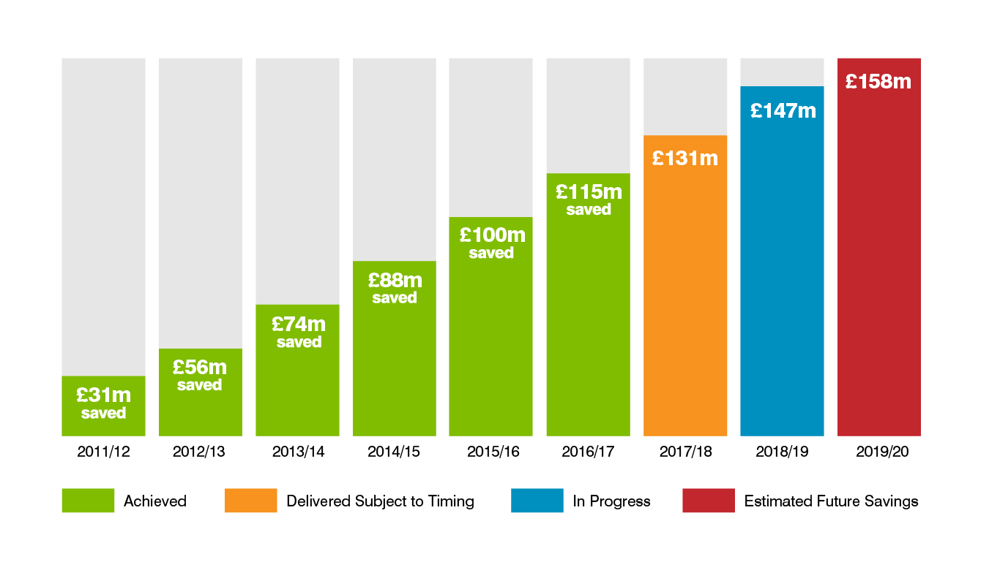 £31m
saved
£56m
saved
£74m
saved
£88m
saved
£100m
saved
£115m
saved
£131m
£147m
£158m
2011/12
2012/13
2013/14
2014/15
2015/16
2016/17
2017/18
2018/19
2019/20
Achieved
Delivered Subject to Timing
In Progress
Estimated Future Savings